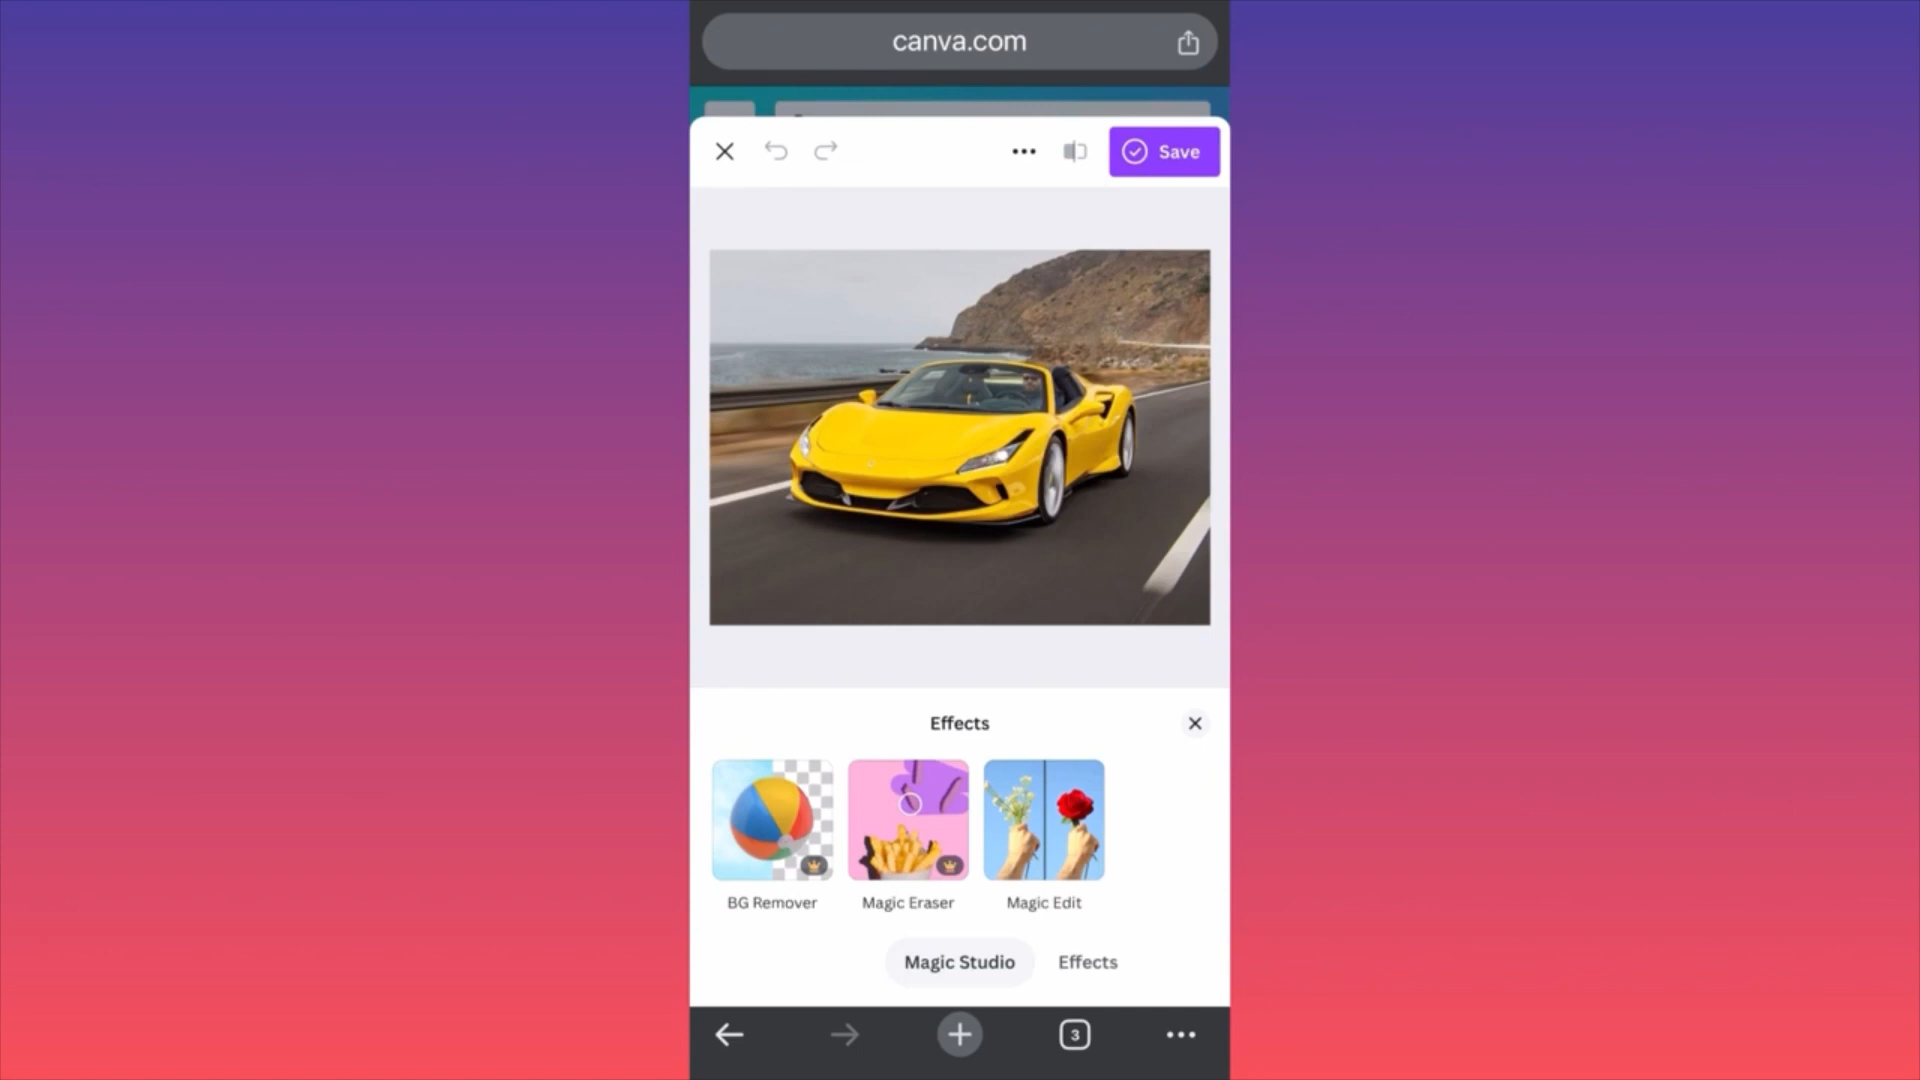 canva.com
Save
Effects
BG Remover
Magic Eraser
Magic Edit
Magic Studio
Effects
3